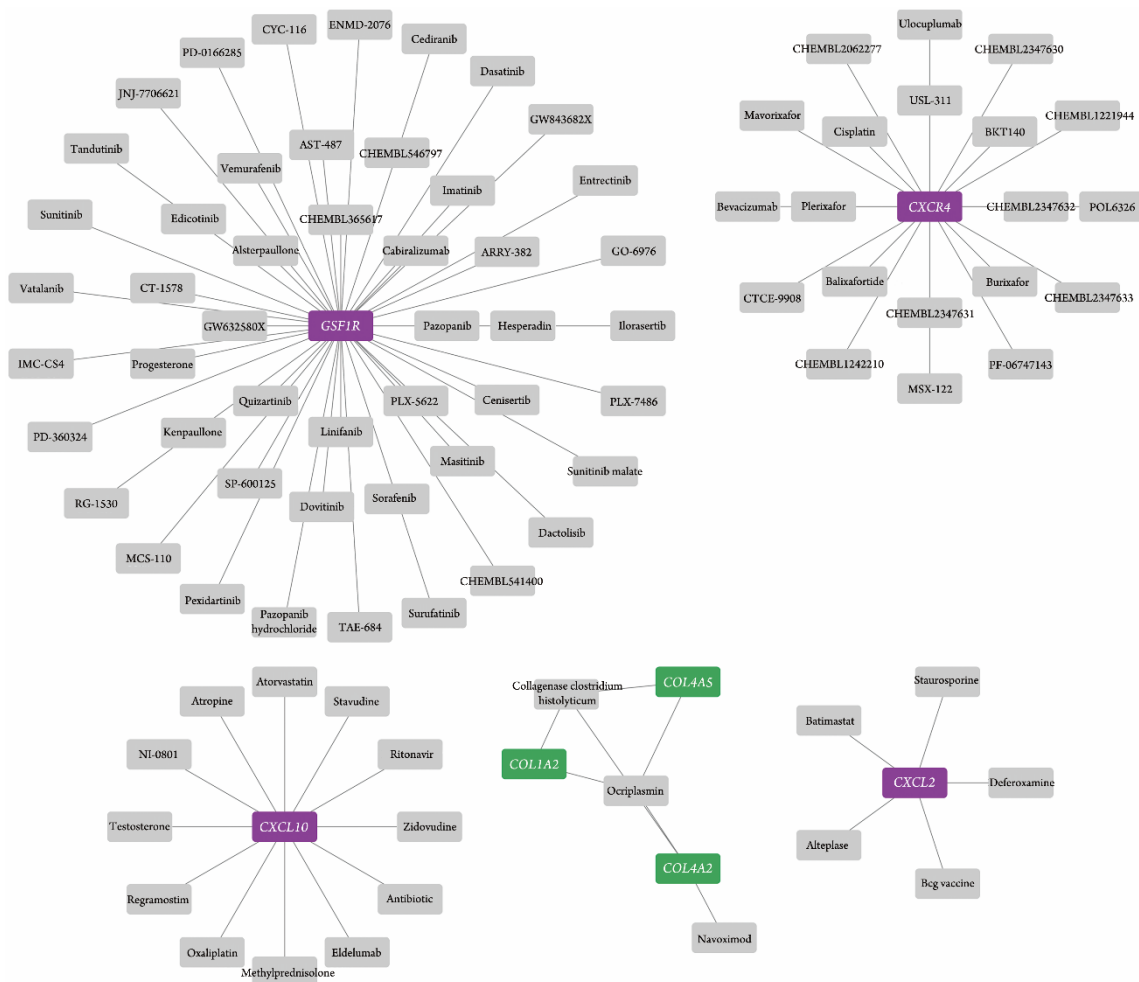 CYC-116
ENMD-2076
Cediranib
PD-0166285
Dasatinib
JNJ-7706621
GW843682X
AST-487
CHEMBL546797
Tandutinib
Vemurafenib
Imatinib
Entrectinib
Sunitinib
Edicotinib
CHEMBL365617
Alsterpaullone
Cabiralizumab
ARRY-382
GO-6976
Vatalanib
CT-1578
GW632580X
GSF1R
Pazopanib
Hesperadin
Ilorasertib
IMC-CS4
Progesterone
Quizartinib
PLX-5622
Cenisertib
PLX-7486
PD-360324
Kenpaullone
Linifanib
Masitinib
Sunitinib malate
RG-1530
SP-600125
Dovitinib
Sorafenib
Dactolisib
MCS-110
CHEMBL541400
Pexidartinib
Pazopanib
hydrochloride
TAE-684
Surufatinib
Ulocuplumab
CHEMBL2062277
CHEMBL2347630
USL-311
Mavorixafor
CHEMBL1221944
Cisplatin
BKT140
Bevacizumab
Plerixafor
CXCR4
CHEMBL2347632
POL6326
Balixafortide
Burixafor
CTCE-9908
CHEMBL2347633
CHEMBL2347631
CHEMBL1242210
PF-06747143
MSX-122
Atorvastatin
Atropine
Stavudine
NI-0801
Ritonavir
Testosterone
CXCL10
Zidovudine
Regramostim
Antibiotic
Oxaliplatin
Eldelumab
Methylprednisolone
Collagenase clostridium
histolyticum
COL4A5
COL1A2
Ocriplasmin
COL4A2
Navoximod
Staurosporine
Batimastat
CXCL2
Deferoxamine
Alteplase
Bcg vaccine